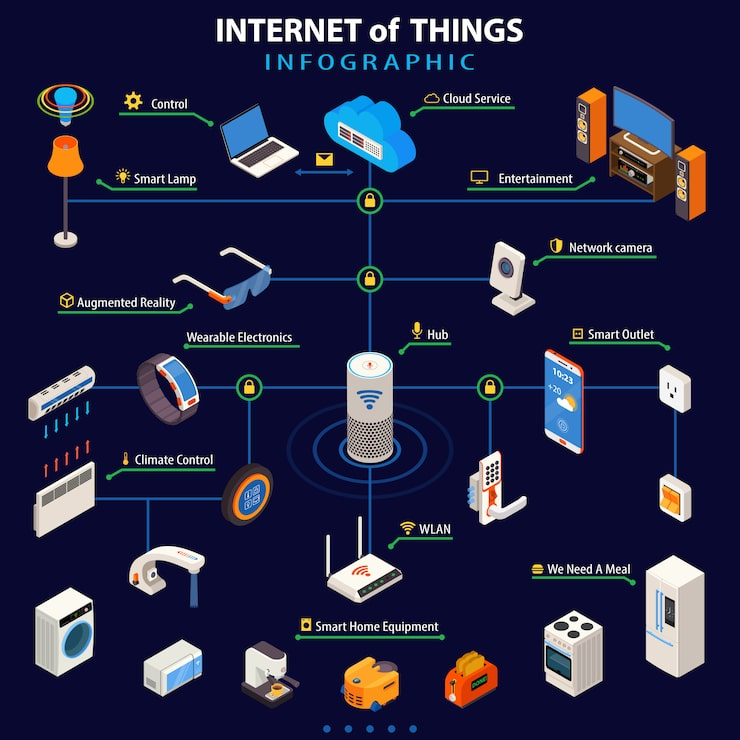 INTERNET of THINGS
INFOGRAPHIC
Control
Cloud Service
Smart Lamp
Entertainment
Network camera
Augmented Reality
Wearable Electronics
Hub
Smart Outlet
10:23
+20
Climate Control
WLAN
We Need A Meal
Smart Home Equipment
DONE!